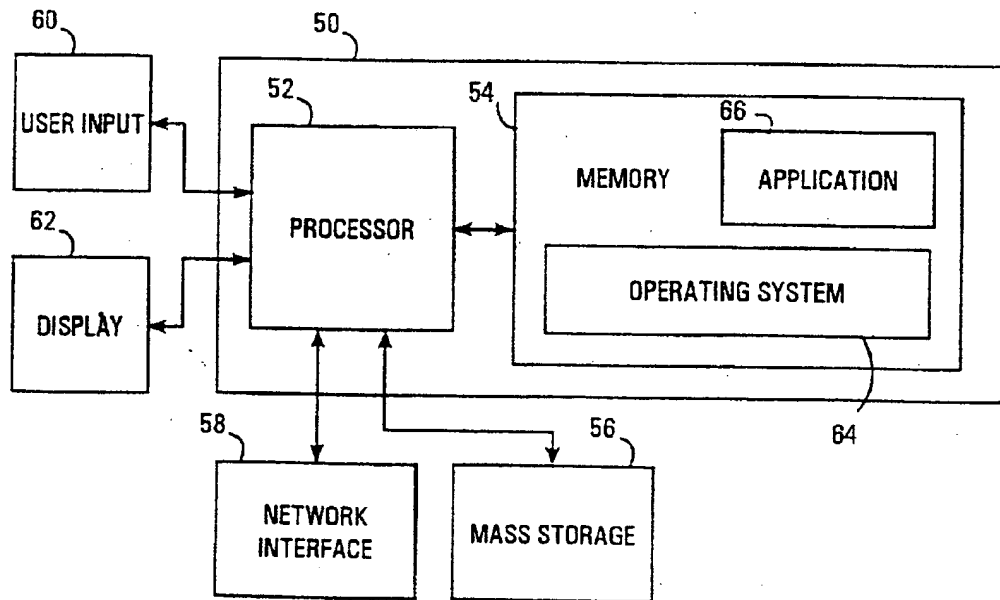 60
50
52
54
66
USER INPUT
PROCESSOR
MEMORY
APPLICATION
62
DISPLAY
OPERATING SYSTEM
64
58
56
NETWORK
INTERFACE
MASS STORAGE